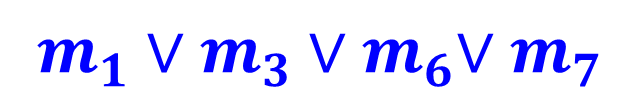 m₁ ∨ m₃ ∨ m₆ ∨ m₇